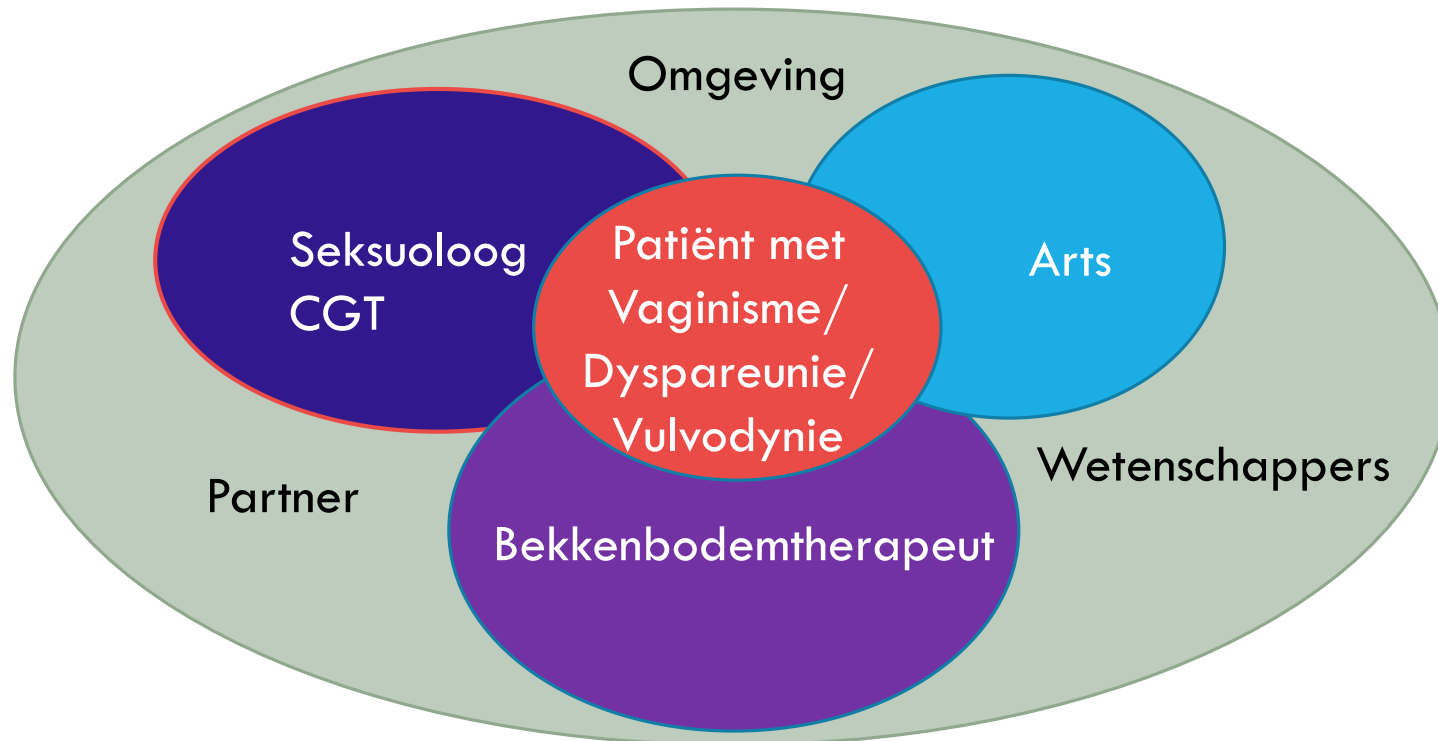 Omgeving
Seksuoloog
CGT
Patiënt met
Vaginisme/
Dyspareunie/
Vulvodynie
Arts
Partner
Wetenschappers
Bekkenbodemtherapeut